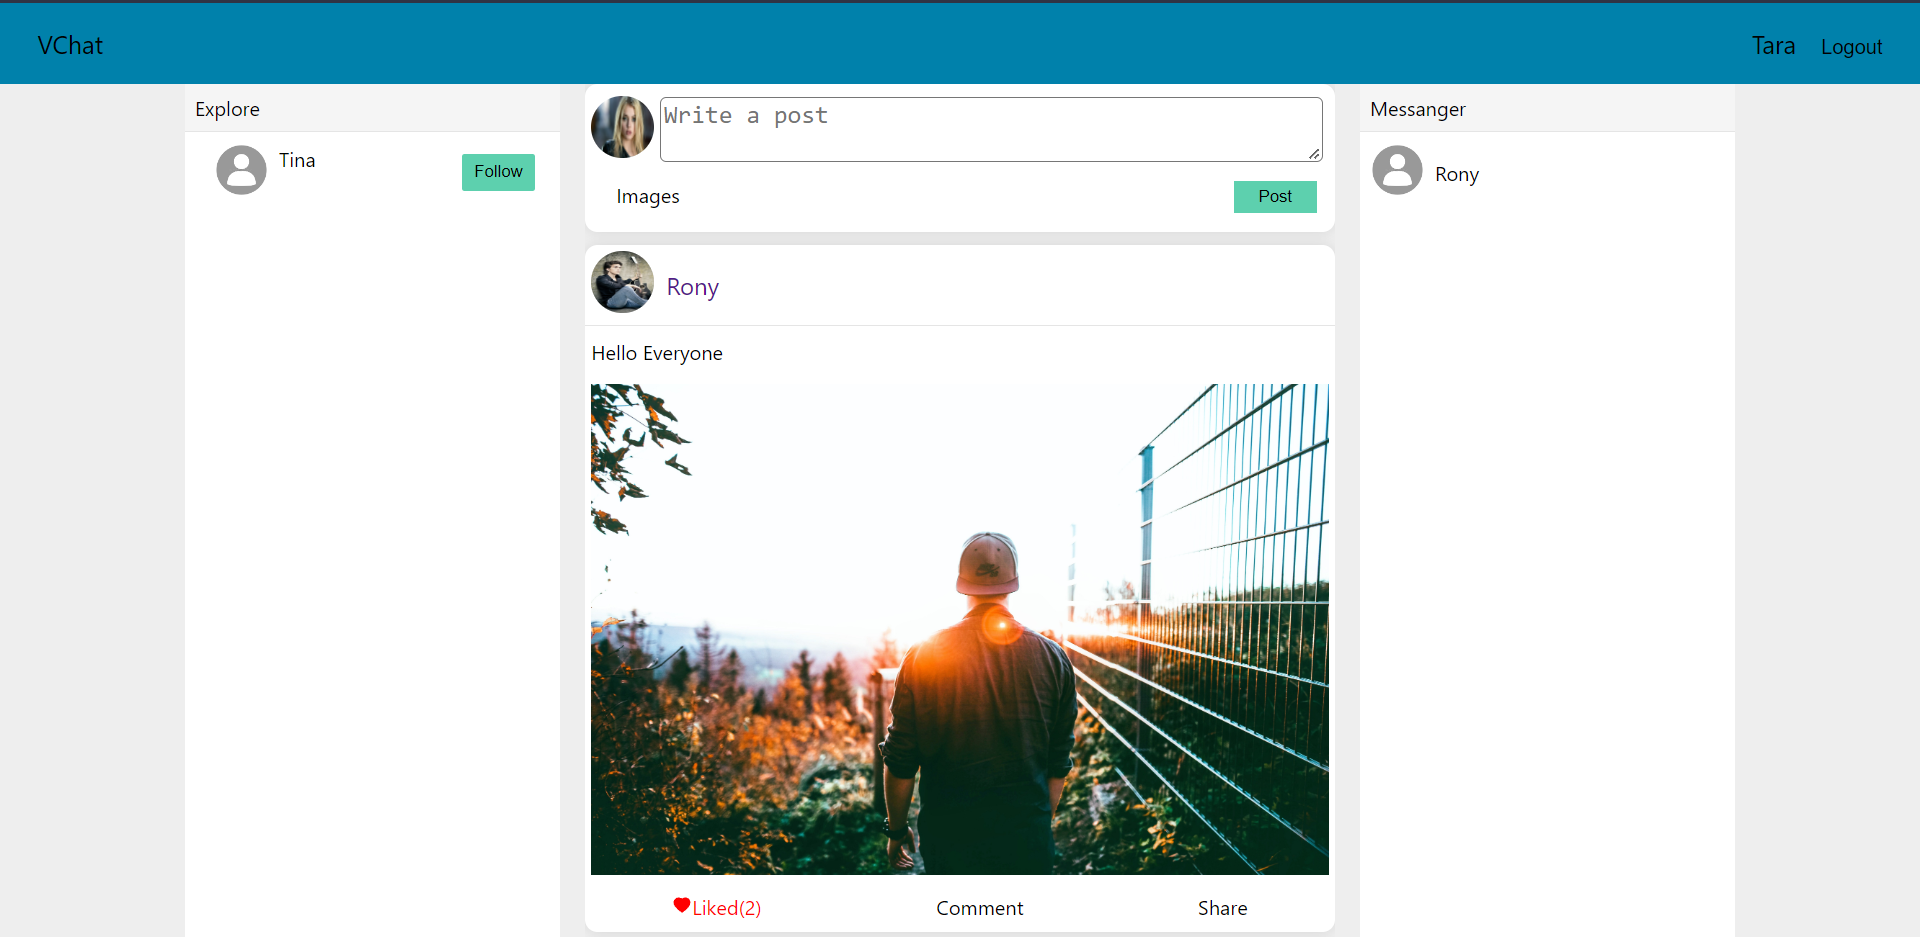 VChat
Tara
Logout
Explore
Tina
Follow
Write a post
Images
Post
Rony
Hello Everyone
Liked(2)
Comment
Share
Messanger
Rony